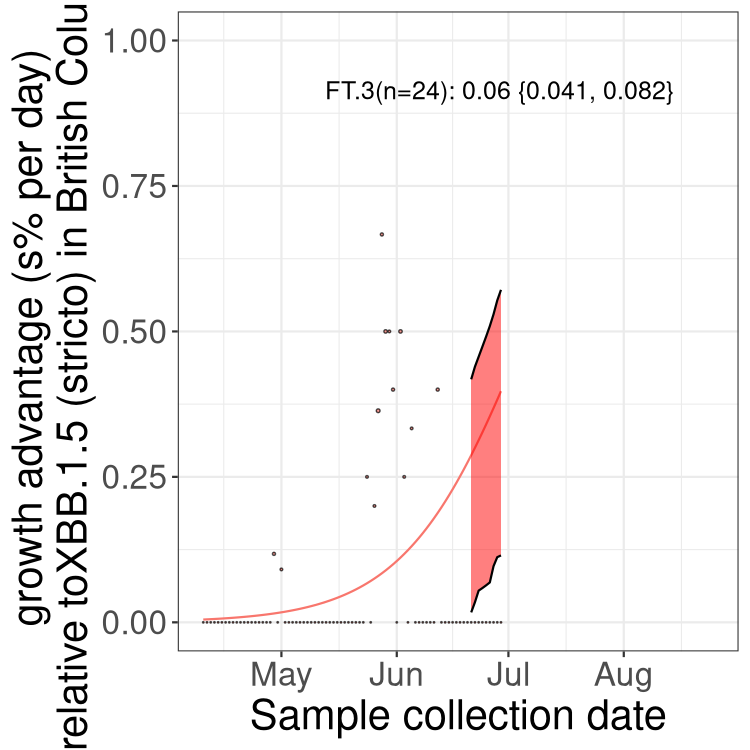 growth advantage (s% per day)
relative toXBB.1.5 (stricto) in British Colu
1.00
0.75
0.50
0.25
0.00
FT.3(n=24): 0.06 {0.041, 0.082}
May Jun Jul Aug
Sample collection date